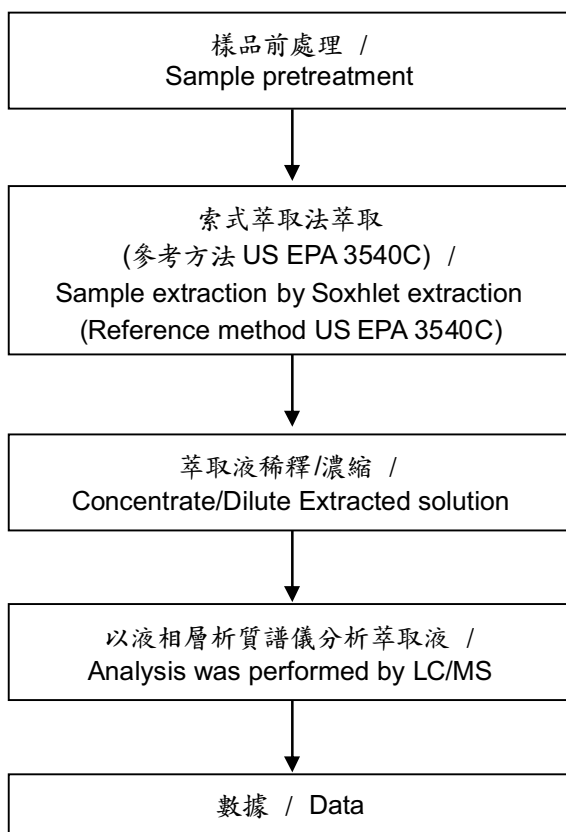 樣品前處理 /
Sample pretreatment
索式萃取法萃取
(參考方法 US EPA 3540C) /
Sample extraction by Soxhlet extraction
(Reference method US EPA 3540C)
萃取液稀釋/濃縮 /
Concentrate/Dilute Extracted solution
以液相層析質譜儀分析萃取液 /
Analysis was performed by LC/MS
數據 / Data